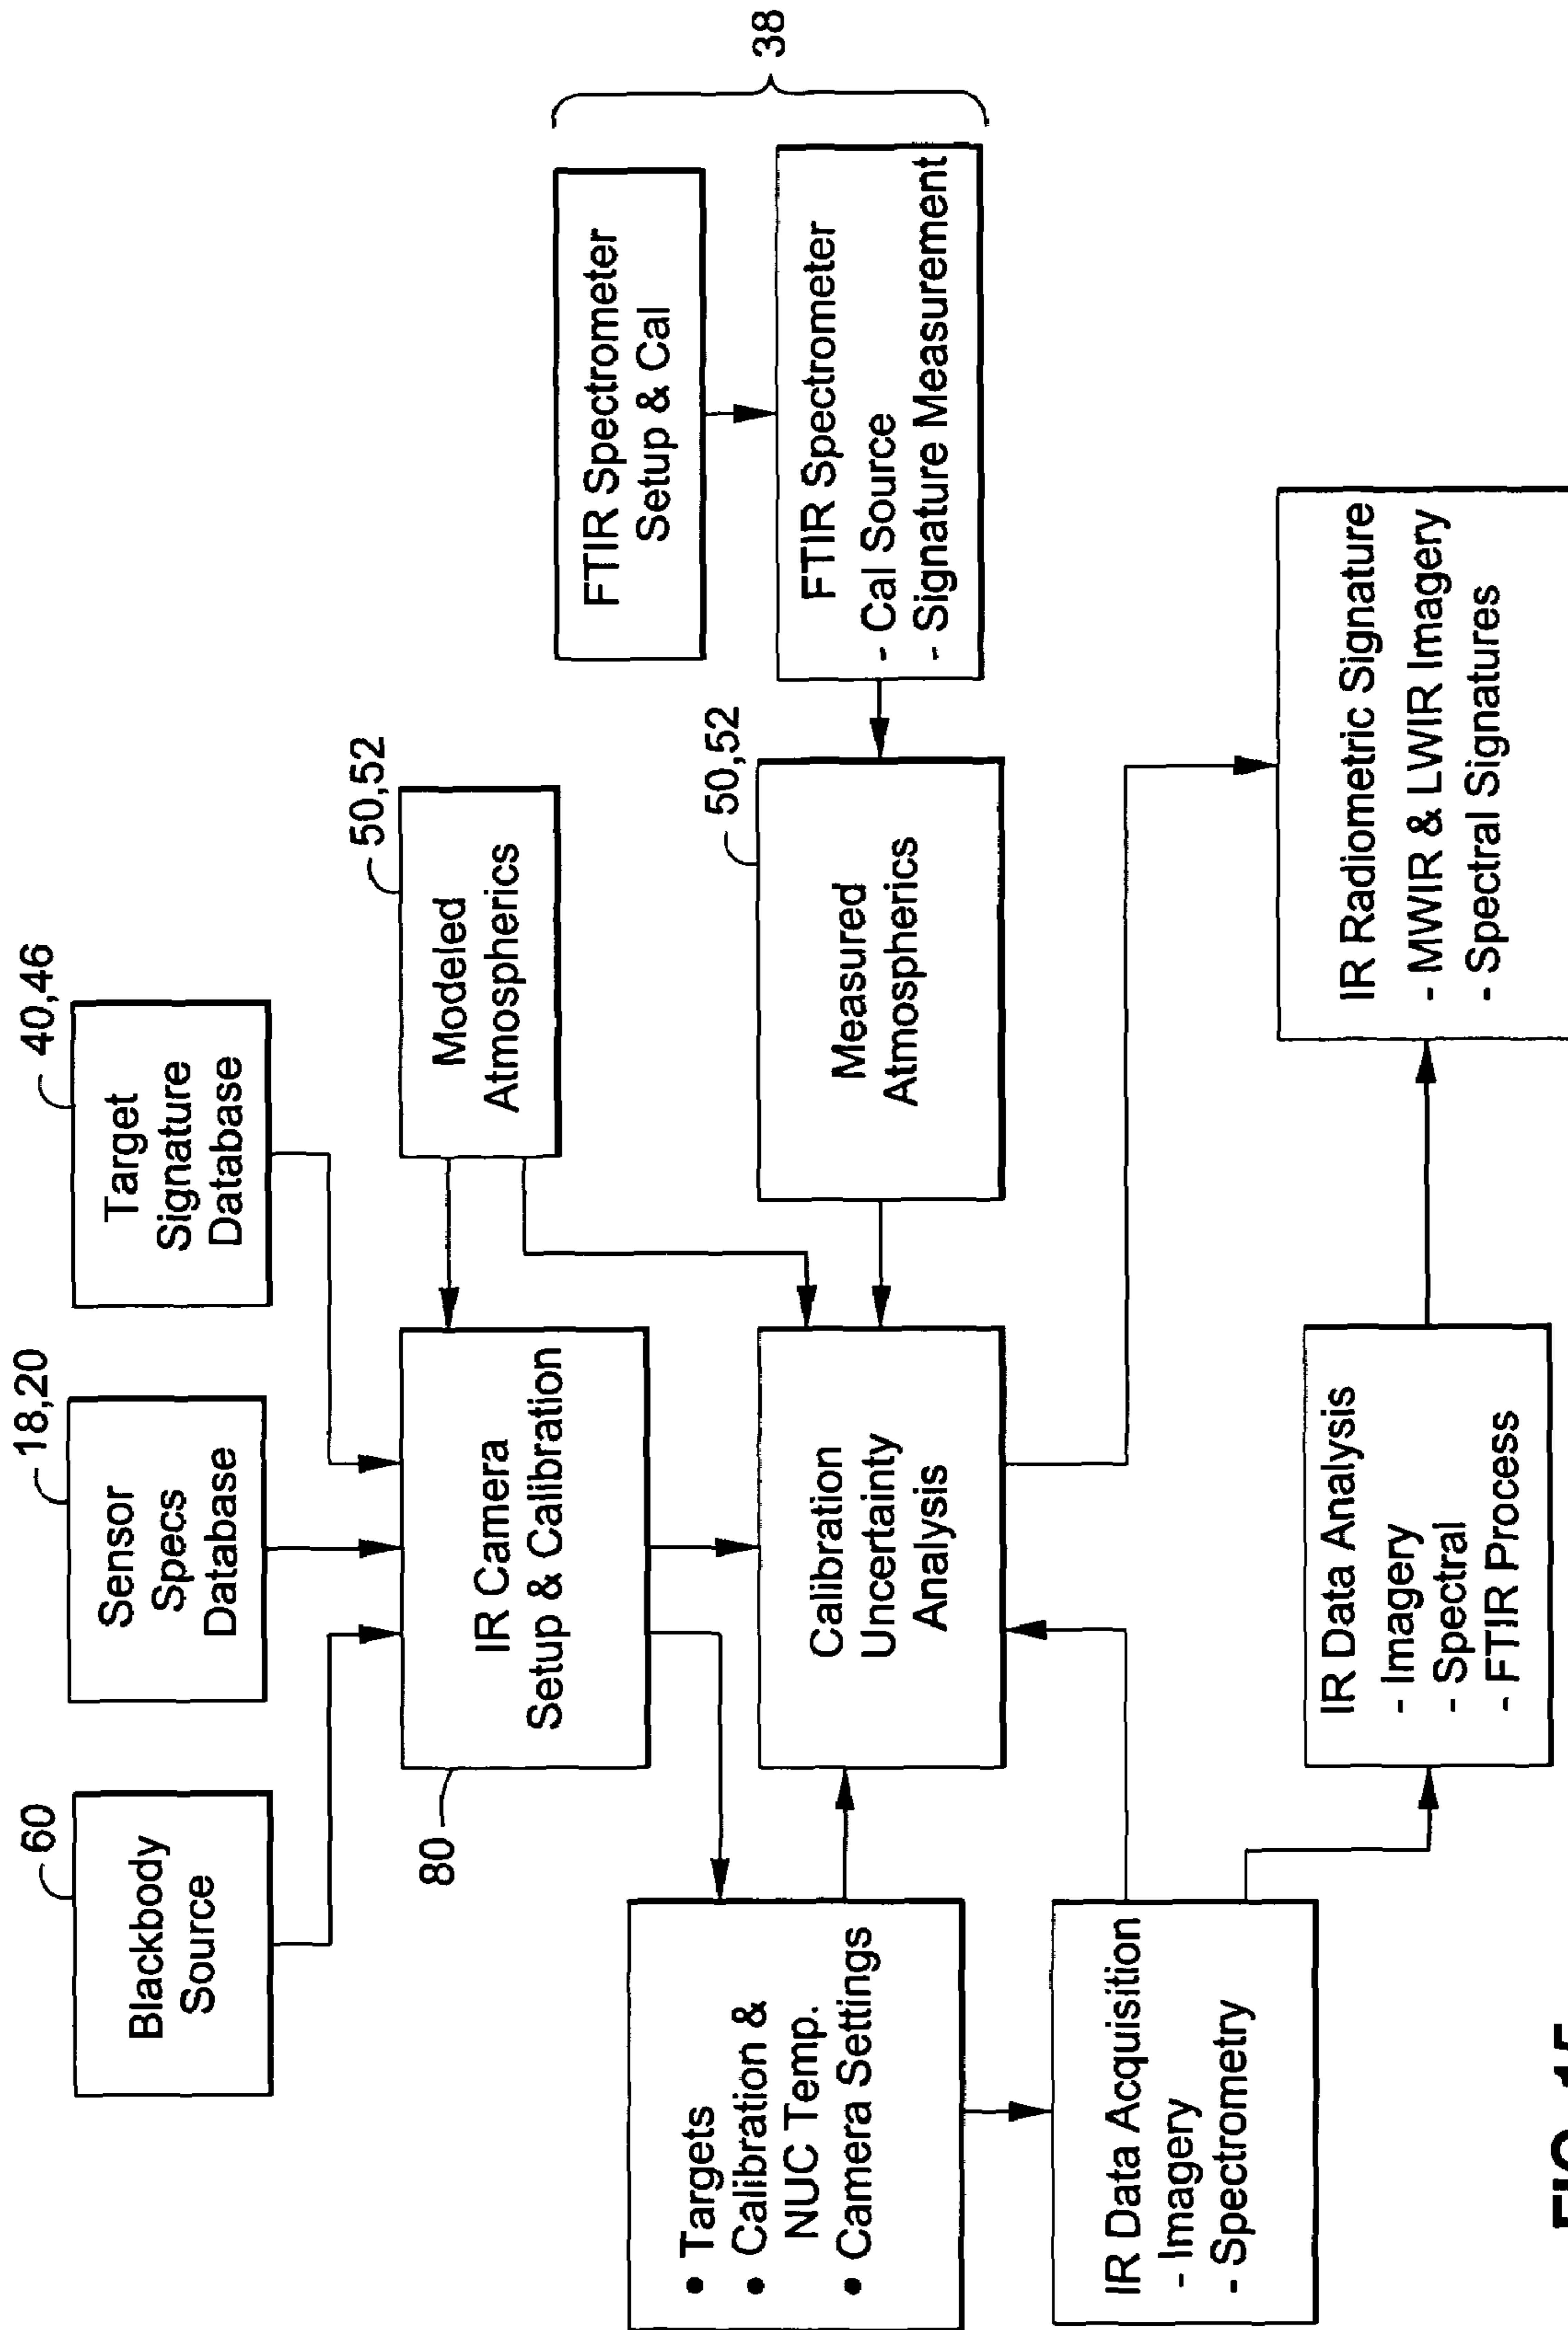 60
Blackbody
Source
18,20
Sensor
Specs
Database
40,46
Target
Signature
Database
80
IR Camera
Setup & Calibration
50,52
Modeled
Atmospherics
38
FTIR Spectrometer
Setup & Cal
• Targets
• Calibration &
NUC Temp.
• Camera Settings
Calibration
Uncertainty
Analysis
50,52
Measured
Atmospherics
FTIR Spectrometer
- Cal Source
- Signature Measurement
IR Data Acquisition
- Imagery
- Spectrometry
IR Data Analysis
- Imagery
- Spectral
- FTIR Process
IR Radiometric Signature
- MWIR & LWIR Imagery
- Spectral Signatures
FIG. 15